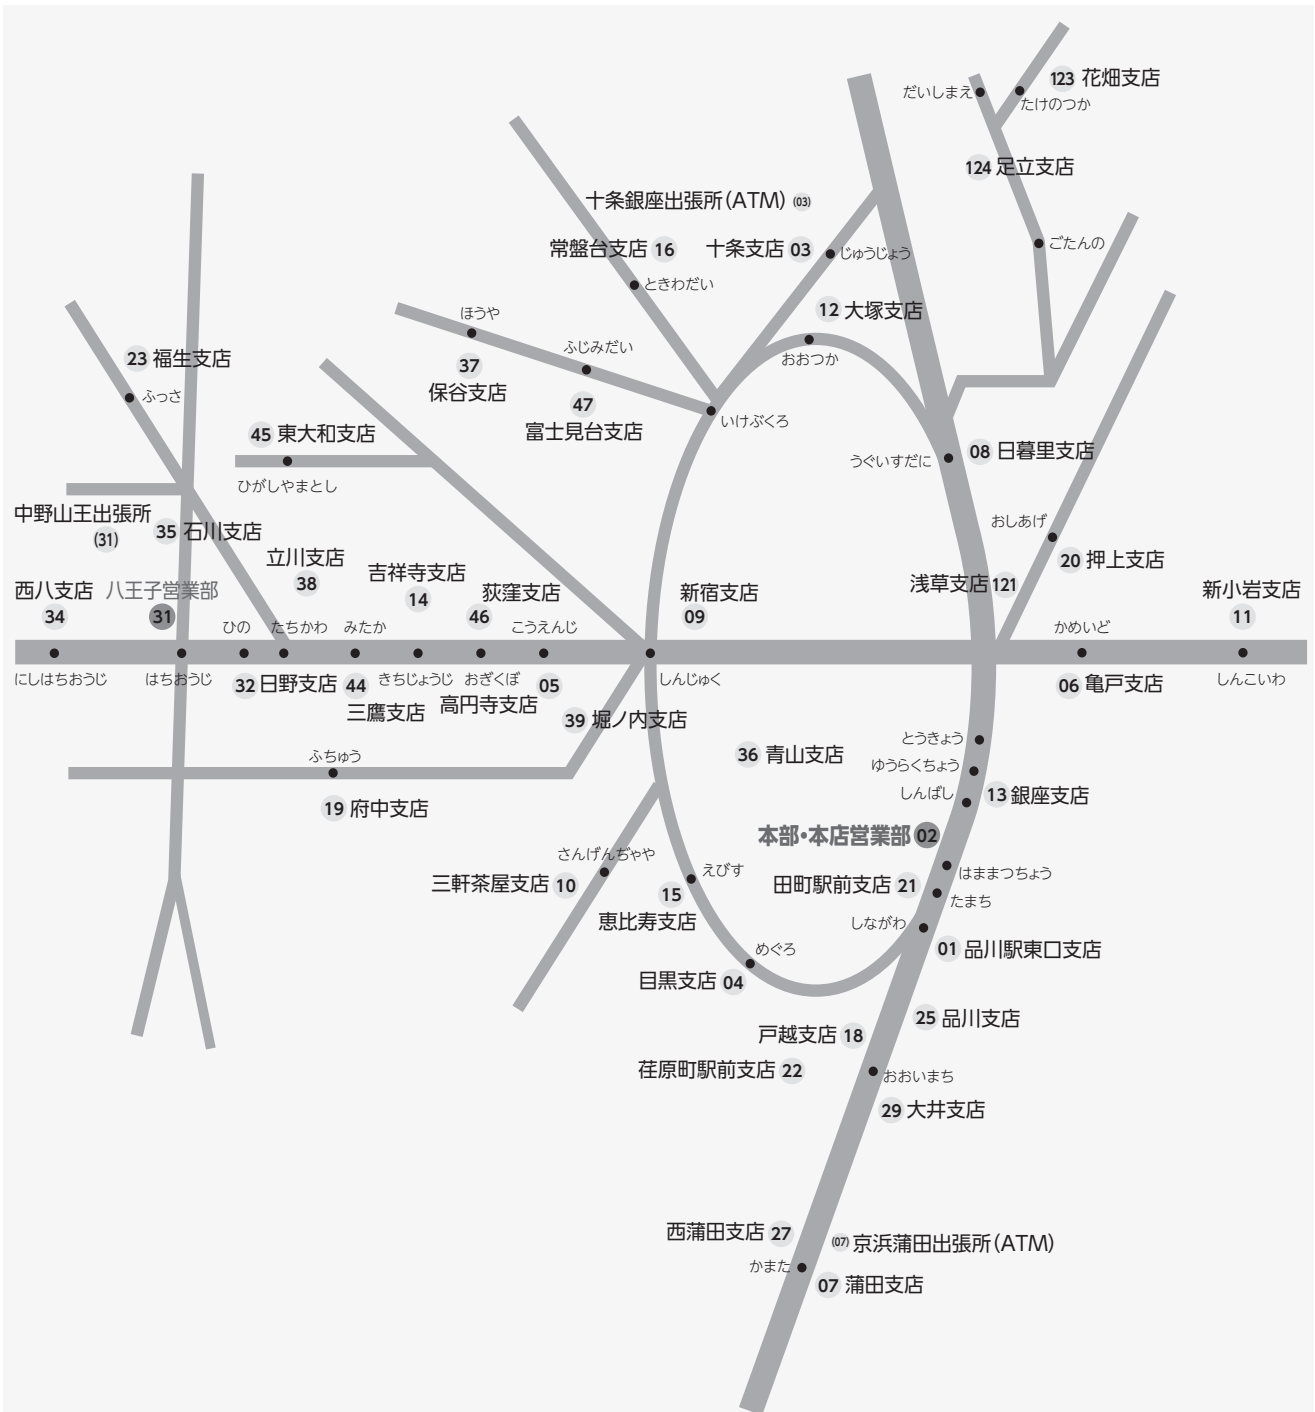 だいしまえ
123 花畑支店
たけのつか
124 足立支店
十条銀座出張所(ATM) (03)
常盤台支店 16
十条支店 03
じゅうじょう
ごたんの
ときわだい
12 大塚支店
おおつか
ほうや
37
保谷支店
ふじみだい
47
富士見台支店
いけぶくろ
23 福生支店
ふっさ
45 東大和支店
ひがしやまとし
うぐいすだに
08 日暮里支店
中野山王出張所
(31)
35 石川支店
おしあげ
20 押上支店
立川支店
38
吉祥寺支店
14
荻窪支店
46
新宿支店
09
浅草支店 121
新小岩支店
11
西八支店
34
八王子営業部
31
ひの
たちかわ
みたか
こうえんじ
かめいど
にしはちおうじ
はちおうじ
32 日野支店
44
三鷹支店
きちじょうじ
おぎくぼ
高円寺支店 05
しんじゅく
06 亀戸支店
しんこいわ
39 堀ノ内支店
ふちゅう
19 府中支店
36 青山支店
とうきょう
ゆうらくちょう
しんばし
13 銀座支店
本部・本店営業部 02
さんげんぢゃや
三軒茶屋支店 10
えびす
15
恵比寿支店
はままつちょう
田町駅前支店 21
たまち
しながわ
01 品川駅東口支店
めぐろ
目黒支店 04
25 品川支店
戸越支店 18
荏原町駅前支店 22
おおいまち
29 大井支店
西蒲田支店 27
(07) 京浜蒲田出張所(ATM)
かまた
07 蒲田支店